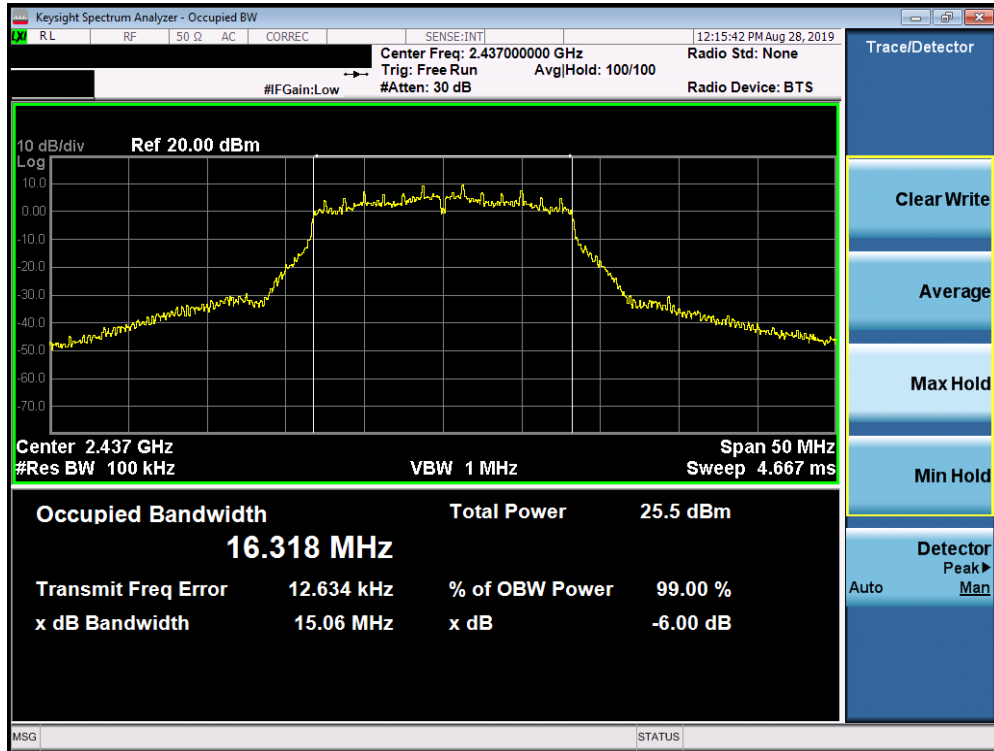 Keysight Spectrum Analyzer - Occupied BW
LXI RL RF 50 Ω AC CORREC SENSE:INT 12:15:42 PM Aug 28, 2019
Center Freq: 2.437000000 GHz Radio Std: None
Trig: Free Run Avg|Hold: 100/100
#IFGain:Low #Atten: 30 dB Radio Device: BTS
Trace/Detector
10 dB/div Ref 20.00 dBm
Log
10.0
0.00
-10.0
-20.0
-30.0
-40.0
-50.0
-60.0
-70.0
Center 2.437 GHz Span 50 MHz
#Res BW 100 kHz VBW 1 MHz Sweep 4.667 ms
Occupied Bandwidth Total Power 25.5 dBm
16.318 MHz
Transmit Freq Error 12.634 kHz % of OBW Power 99.00 %
x dB Bandwidth 15.06 MHz x dB -6.00 dB
Clear Write
Average
Max Hold
Min Hold
Detector
Peak▶
Auto Man
MSG STATUS